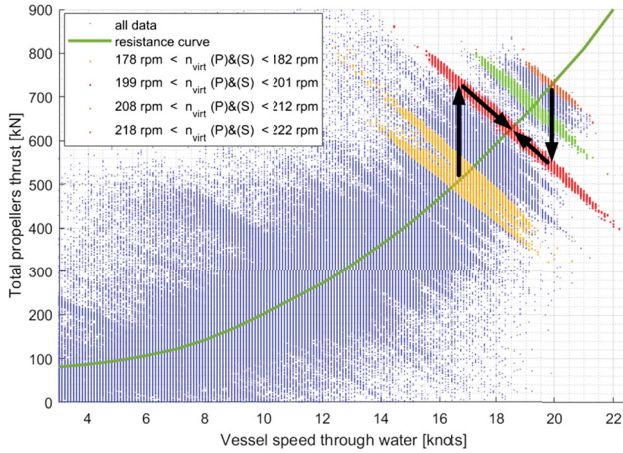 900
800
700
600
500
400
300
200
100
0
Total propellers thrust [kN]
all data
resistance curve
178 rpm < n_virt (P)&(S) <182 rpm
199 rpm < n_virt (P)&(S) <201 rpm
208 rpm < n_virt (P)&(S) <212 rpm
218 rpm < n_virt (P)&(S) <222 rpm
4 6 8 10 12 14 16 18 20 22
Vessel speed through water [knots]